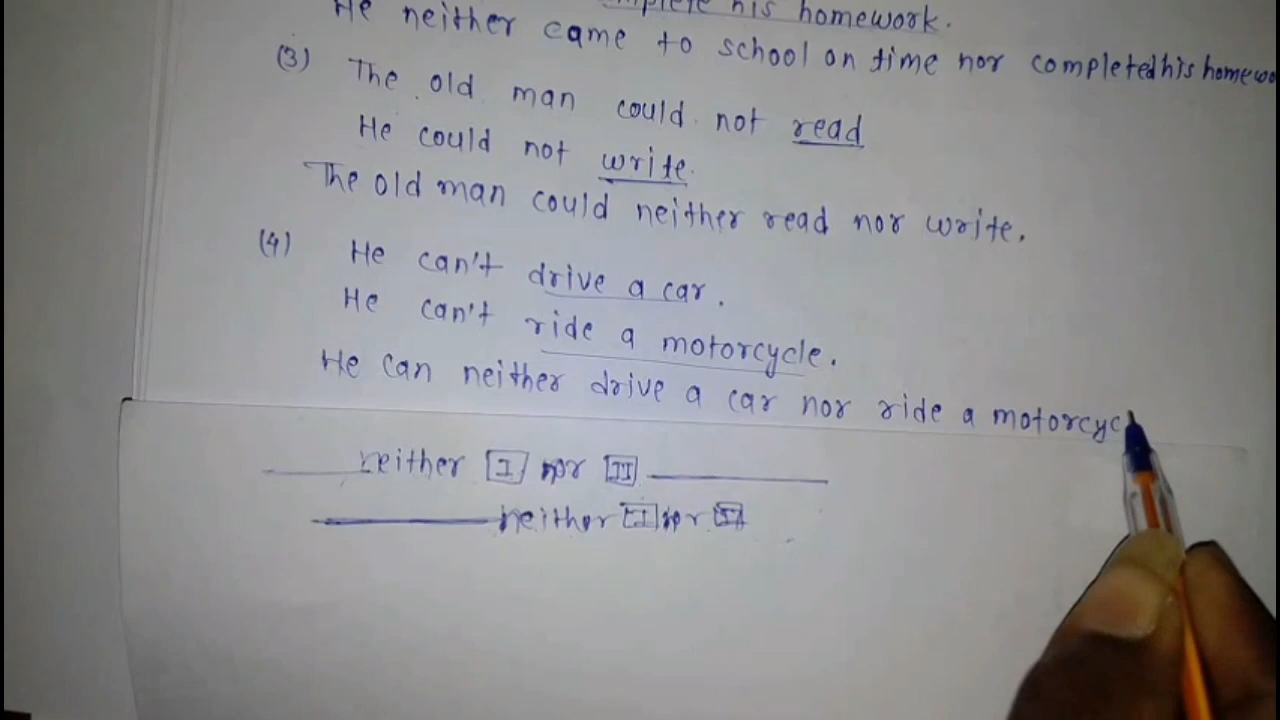 his homework.
He neither came to school on time nor completed his homewo
(3) The old man could not read
He could not write.
The old man could neither read nor write.
(4) He can't drive a car.
He can't ride a motorcycle.
He can neither drive a car nor ride a motorcyc
neither I nor II
neither I nor II